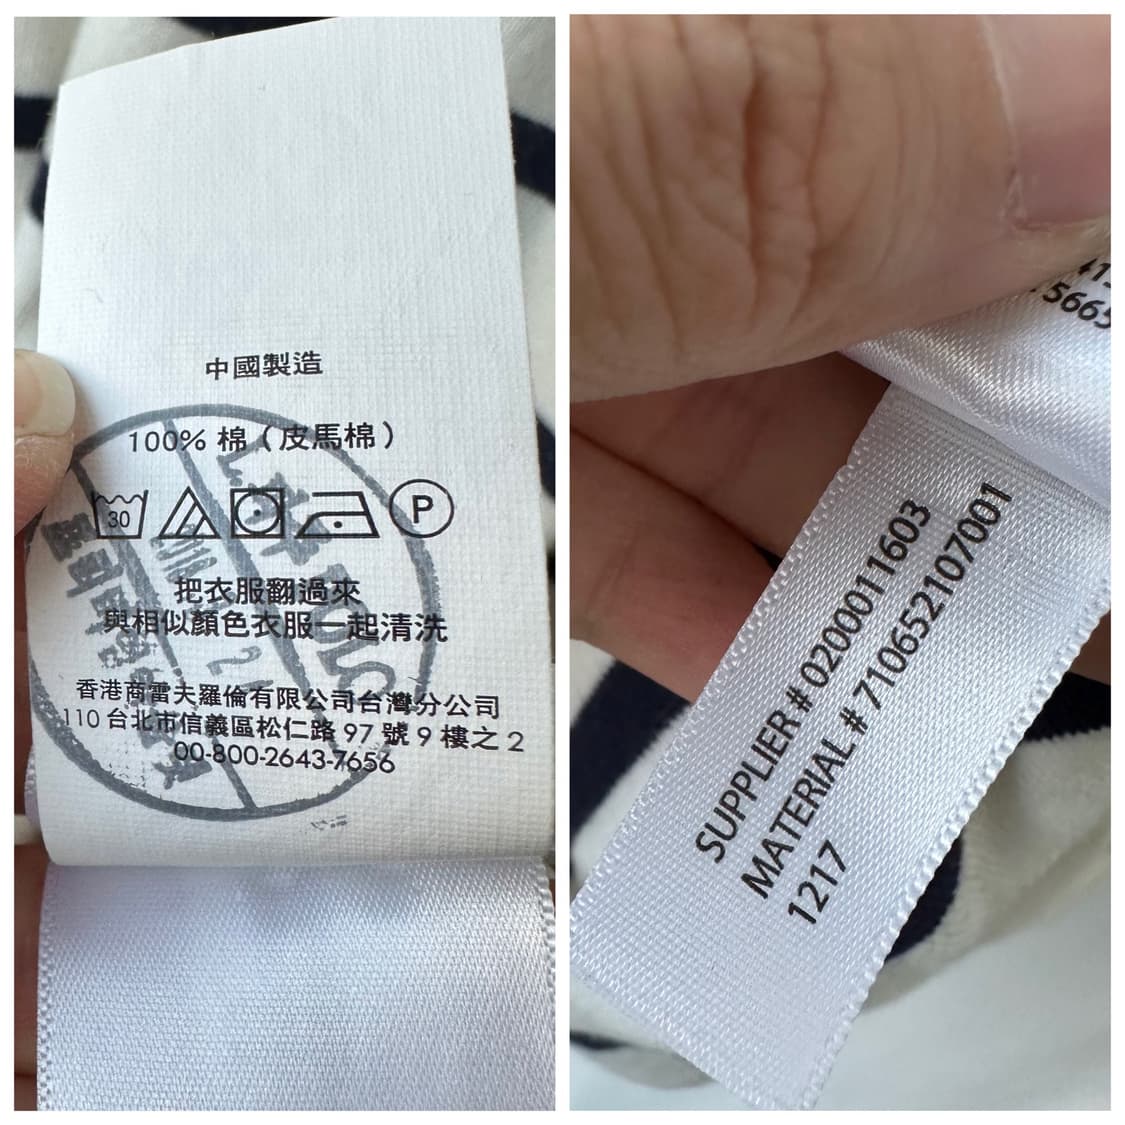 中國製造
100% 棉（皮馬棉）
30
P
把衣服翻過來
與相似顏色衣服一起清洗
香港商雷夫羅倫有限公司台灣分公司
110 台北市信義區松仁路 97 號 9 樓之 2
00-800-2643-7656
5665
SUPPLIER # 0200011603
MATERIAL # 710652107001
1217